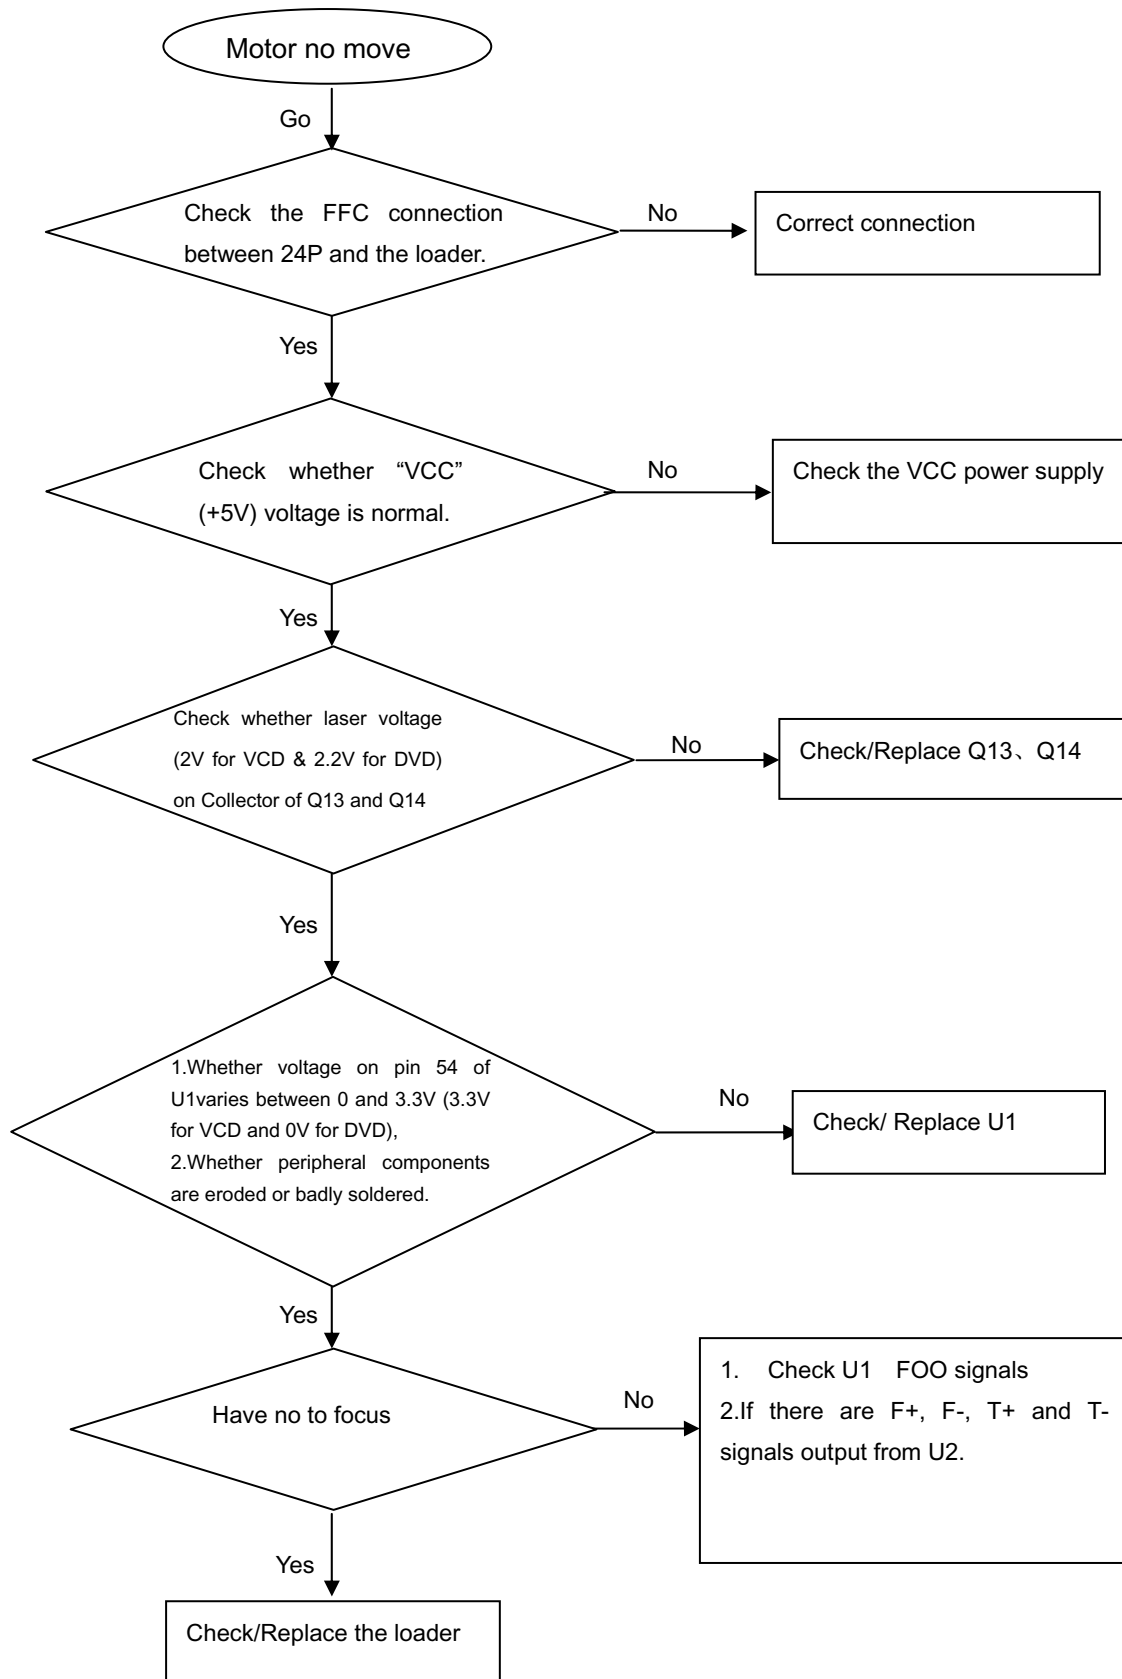 Motor no move
Go
Check the FFC connection
between 24P and the loader.
No
Correct connection
Yes
Check whether “VCC”
(+5V) voltage is normal.
No
Check the VCC power supply
Yes
Check whether laser voltage
(2V for VCD & 2.2V for DVD)
on Collector of Q13 and Q14
No
Check/Replace Q13、Q14
Yes
1.Whether voltage on pin 54 of
U1varies between 0 and 3.3V (3.3V
for VCD and 0V for DVD),
2.Whether peripheral components
are eroded or badly soldered.
No
Check/ Replace U1
Yes
Have no to focus
No
1. Check U1 FOO signals
2.If there are F+, F-, T+ and T-
signals output from U2.
Yes
Check/Replace the loader